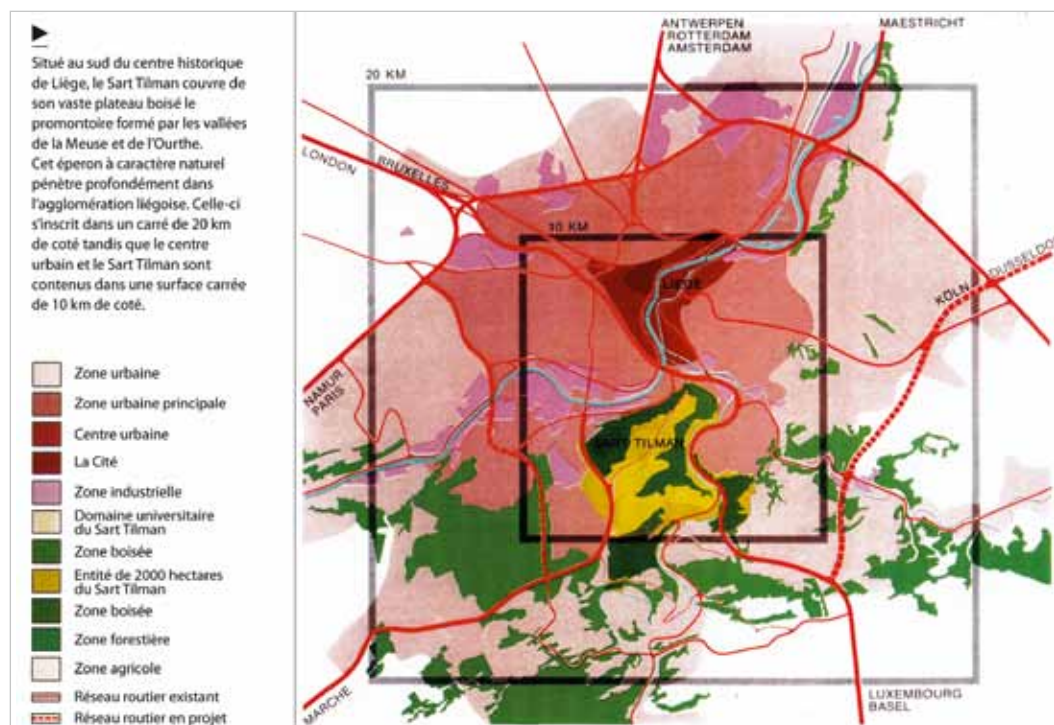 Situé au sud du centre historique
de Liège, le Sart Tilman couvre de
son vaste plateau boisé le
promontoire formé par les vallées
de la Meuse et de l'Ourthe.
Cet éperon à caractère naturel
pénètre profondément dans
l'agglomération liégoise. Celle-ci
s'inscrit dans un carré de 20 km
de coté tandis que le centre
urbain et le Sart Tilman sont
contenus dans une surface carrée
de 10 km de coté.
Zone urbaine
Zone urbaine principale
Centre urbaine
La Cité
Zone industrielle
Domaine universitaire
du Sart Tilman
Zone boisée
Entité de 2000 hectares
du Sart Tilman
Zone boisée
Zone forestière
Zone agricole
Réseau routier existant
Réseau routier en projet
ANTWERPEN
ROTTERDAM
AMSTERDAM
MAESTRICHT
20 KM
LONDON
BRUXELLES
10 KM
LIEGE
DUSSELDO
KÖLN
NAMUR
PARIS
SART TILMAN
MARCHE
LUXEMBOURG
BASEL